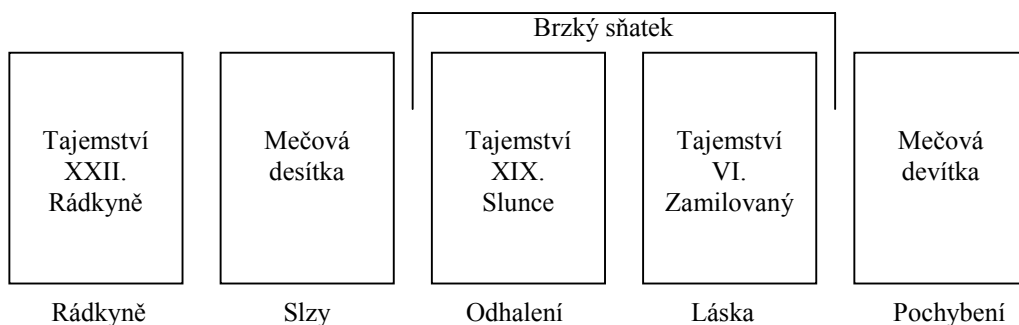 Brzký sňatek
Tajemství
XXII.
Rádkyně
Mečová
desítka
Tajemství
XIX.
Slunce
Tajemství
VI.
Zamilovaný
Mečová
devítka
Rádkyně
Slzy
Odhalení
Láska
Pochybení